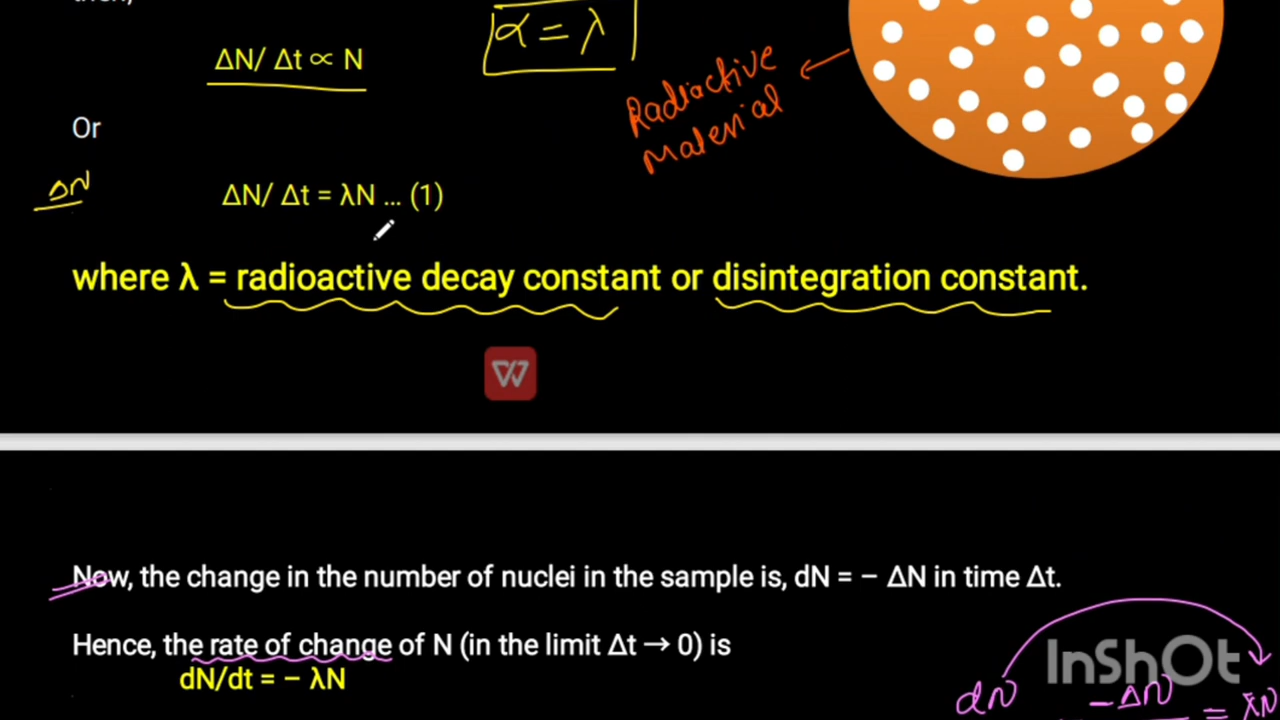 ΔN/ Δt ∝ N
α = λ
Radiactive
Material
Or
ΔN
ΔN/ Δt = λN ... (1)
where λ = radioactive decay constant or disintegration constant.
W
Now, the change in the number of nuclei in the sample is, dN = – ΔN in time Δt.
Hence, the rate of change of N (in the limit Δt → 0) is
dN/dt = – λN
InShOt
dN
-ΔN
= λN